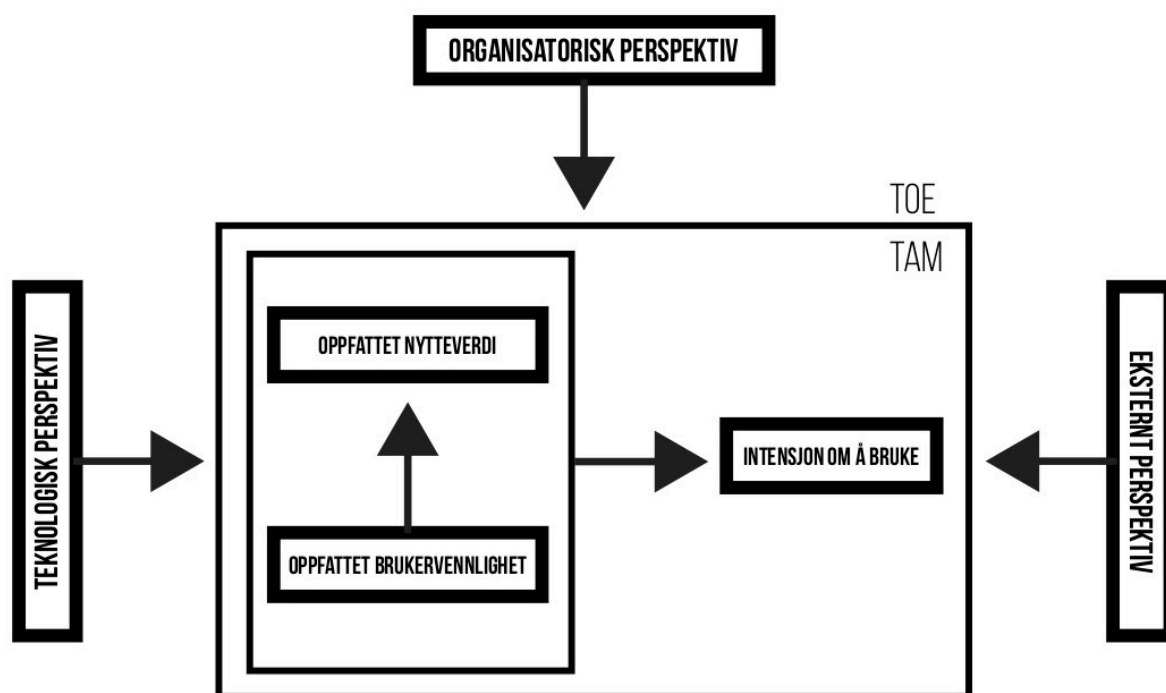 ORGANISATORISK PERSPEKTIV
TOE
TAM
TEKNOLOGISK PERSPEKTIV
OPPFATTET NYTTEVERDI
OPPFATTET BRUKERVENNLIGHET
INTENSJON OM Å BRUKE
EKSTERNT PERSPEKTIV